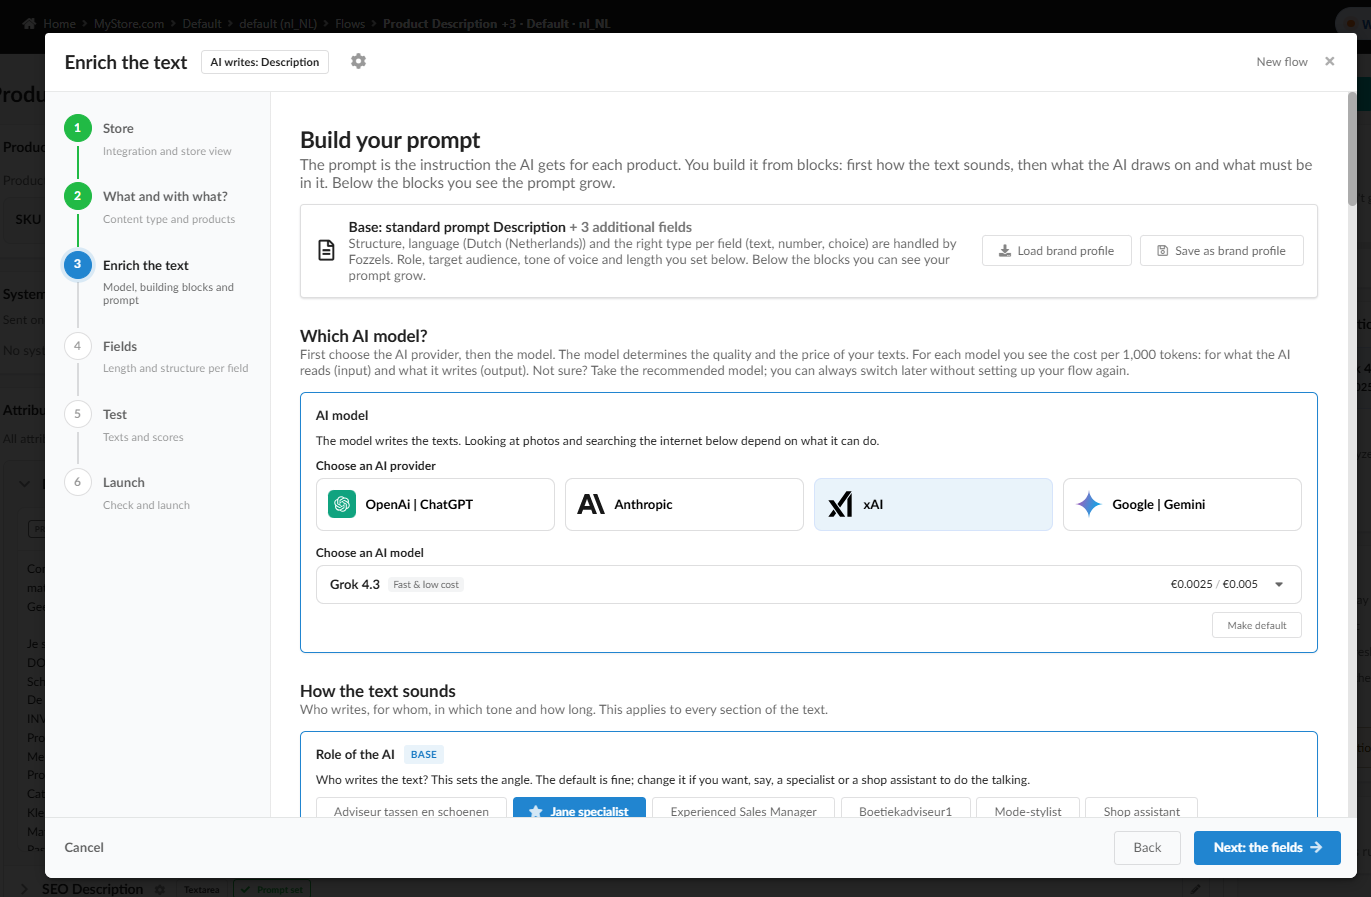 Home > MyStore.com > Default > default (nl_NL) > Flows > Product Description +3 · Default · nl_NL
Enrich the text
AI writes: Description
New flow
1
Store
Integration and store view
2
What and with what?
Content type and products
3
Enrich the text
Model, building blocks and
prompt
4
Fields
Length and structure per field
5
Test
Texts and scores
6
Launch
Check and launch
Build your prompt
The prompt is the instruction the AI gets for each product. You build it from blocks: first how the text sounds, then what the AI draws on and what must be
in it. Below the blocks you see the prompt grow.
Base: standard prompt Description + 3 additional fields
Structure, language (Dutch (Netherlands)) and the right type per field (text, number, choice) are handled by
Fozzels. Role, target audience, tone of voice and length you set below. Below the blocks you can see your
prompt grow.
Load brand profile
Save as brand profile
Which AI model?
First choose the AI provider, then the model. The model determines the quality and the price of your texts. For each model you see the cost per 1,000 tokens: for what the AI
reads (input) and what it writes (output). Not sure? Take the recommended model; you can always switch later without setting up your flow again.
AI model
The model writes the texts. Looking at photos and searching the internet below depend on what it can do.
Choose an AI provider
OpenAi | ChatGPT
Anthropic
xAI
Google | Gemini
Choose an AI model
Grok 4.3 Fast & low cost €0.0025 / €0.005
Make default
How the text sounds
Who writes, for whom, in which tone and how long. This applies to every section of the text.
Role of the AI BASE
Who writes the text? This sets the angle. The default is fine; change it if you want, say, a specialist or a shop assistant to do the talking.
Adviseur tassen en schoenen
Jane specialist
Experienced Sales Manager
Boetiekadviseur1
Mode-stylist
Shop assistant
Cancel
Back
Next: the fields
SEO Description
Textarea
Prompt set
SKU